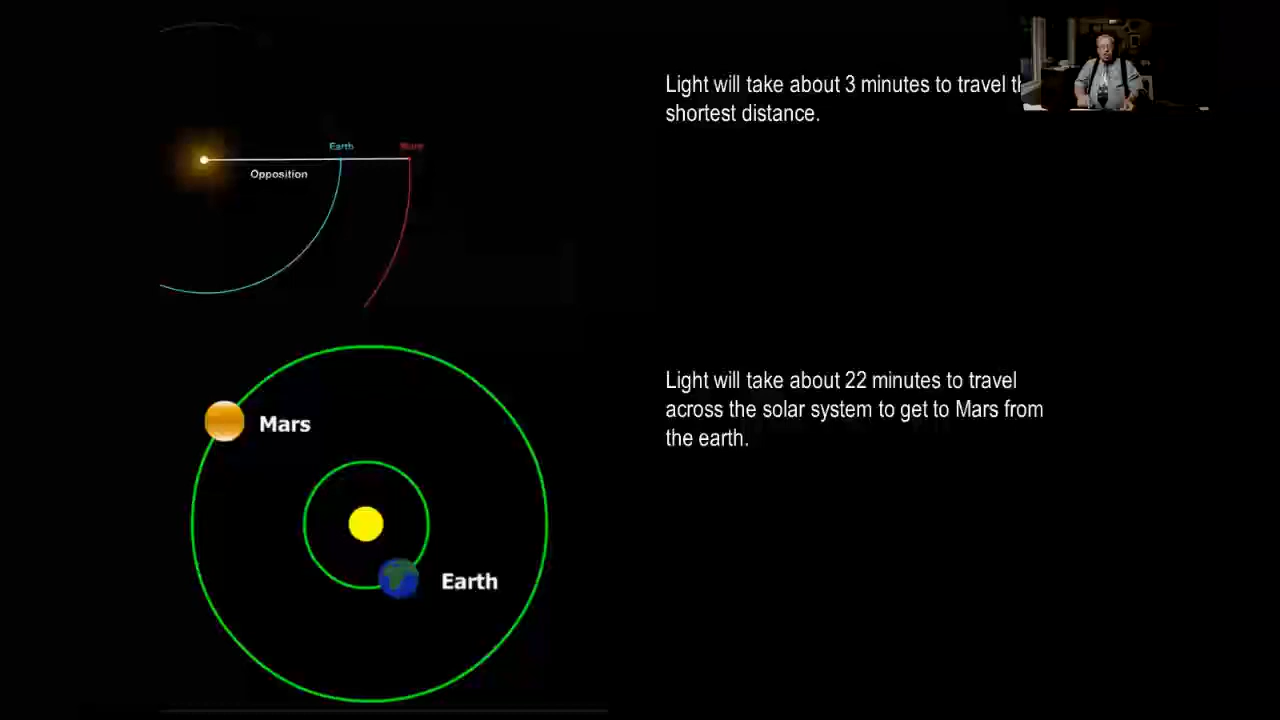 Light will take about 3 minutes to travel
shortest distance.
Earth
Mars
Opposition
Light will take about 22 minutes to travel
across the solar system to get to Mars from
the earth.
Mars
Earth